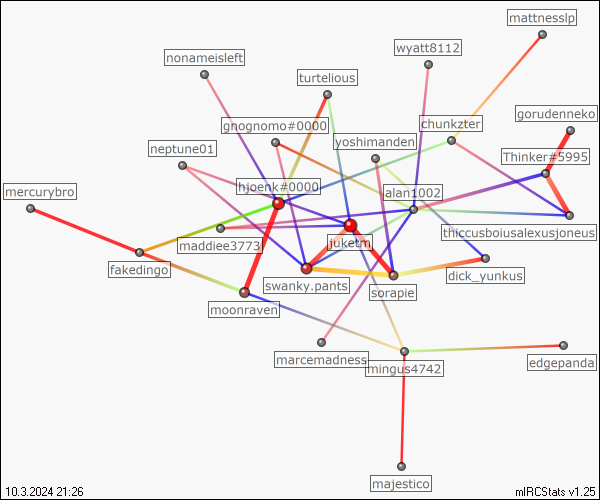 mattnesslp
wyatt8112
nonameisleft
turtelious
gorudenneko
gnognomo#0000
chunkzter
yoshimanden
neptune01
Thinker#5995
mercurybro
hjoenk#0000
alan1002
thiccusboiusalexusjoneus
maddiee3773
juketm
fakedingo
dick_yunkus
swanky.pants
sorapie
moonraven
marcemadness
mingus4742
edgepanda
majestico
10.3.2024 21:26
mIRCStats v1.25